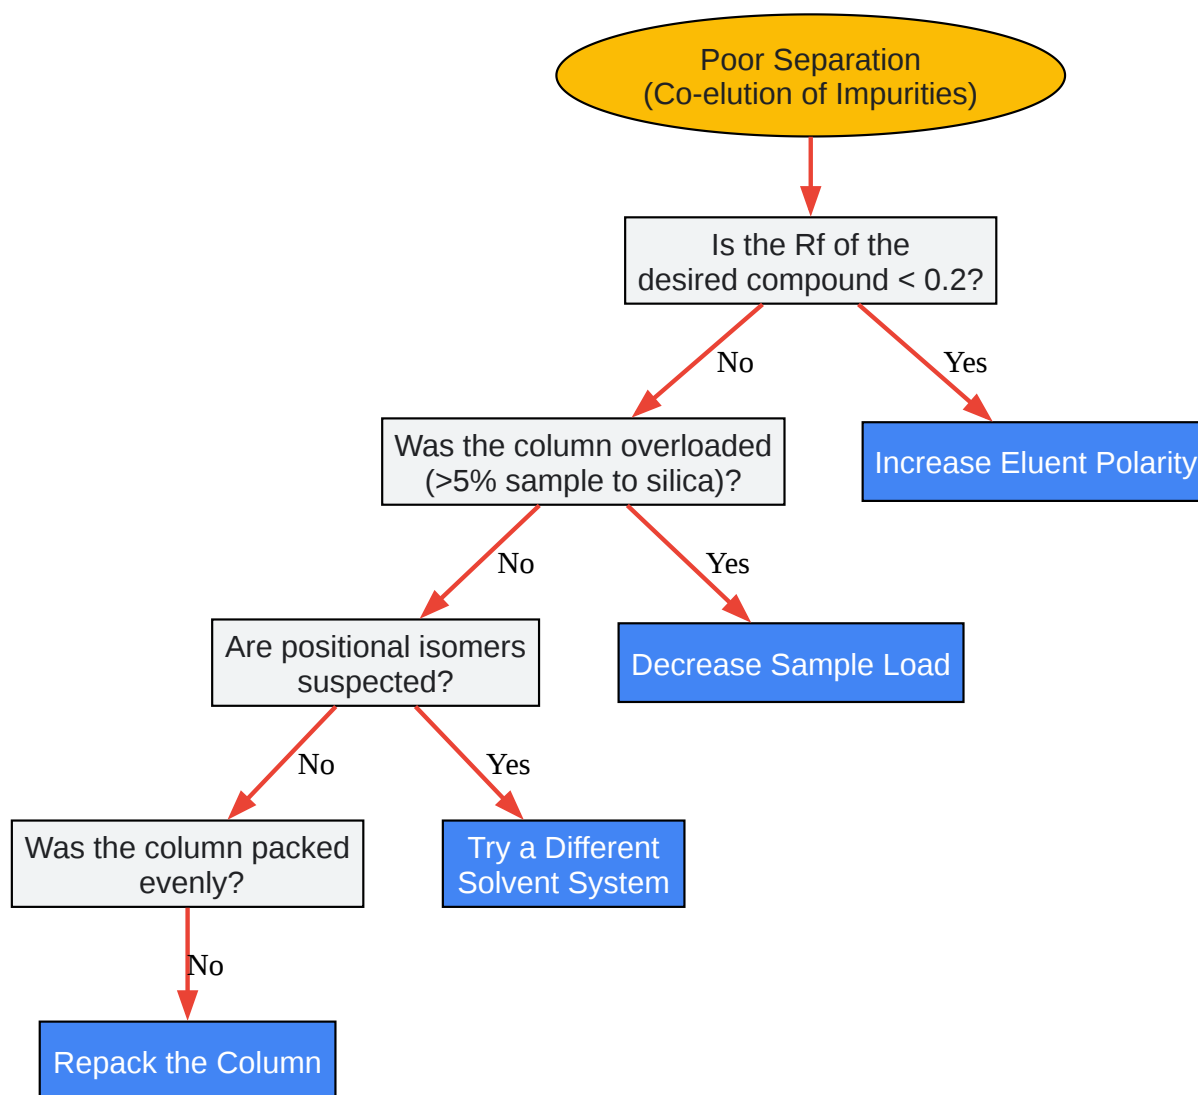 Poor Separation
(Co-elution of Impurities)
Is the Rf of the
desired compound < 0.2?
No
Yes
Was the column overloaded
(>5% sample to silica)?
Increase Eluent Polarity
No
Yes
Are positional isomers
suspected?
Decrease Sample Load
No
Yes
Was the column packed
evenly?
Try a Different
Solvent System
No
Repack the Column